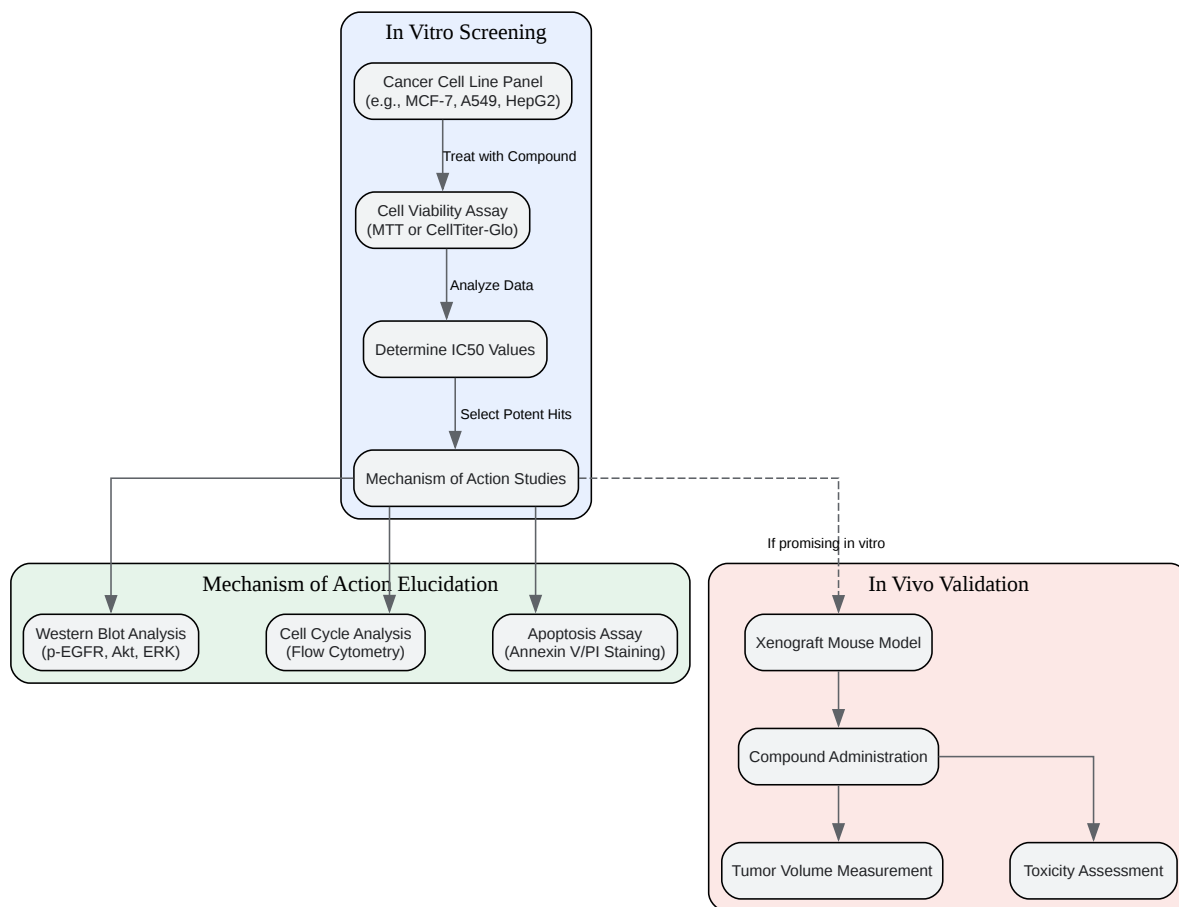 In Vitro Screening
Cancer Cell Line Panel
(e.g., MCF-7, A549, HepG2)
Treat with Compound
Cell Viability Assay
(MTT or CellTiter-Glo)
Analyze Data
Determine IC50 Values
Select Potent Hits
Mechanism of Action Studies
If promising in vitro
Mechanism of Action Elucidation
Western Blot Analysis
(p-EGFR, Akt, ERK)
Cell Cycle Analysis
(Flow Cytometry)
Apoptosis Assay
(Annexin V/PI Staining)
In Vivo Validation
Xenograft Mouse Model
Compound Administration
Tumor Volume Measurement
Toxicity Assessment